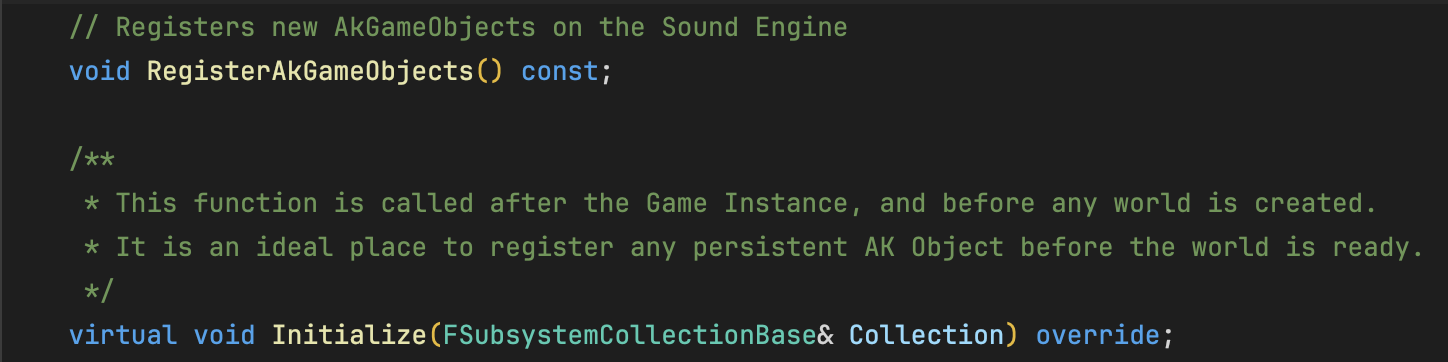 // Registers new AkGameObjects on the Sound Engine
void RegisterAkGameObjects() const;
/**
* This function is called after the Game Instance, and before any world is created.
* It is an ideal place to register any persistent AK Object before the world is ready.
*/
virtual void Initialize(FSubsystemCollectionBase& Collection) override;